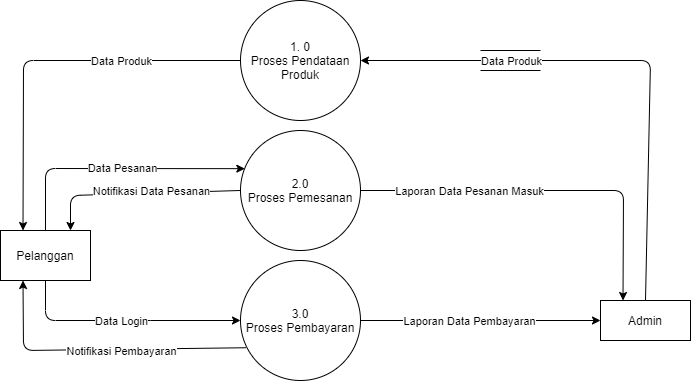 1. 0
Proses Pendataan
Produk
Data Produk
Data Produk
Data Pesanan
2.0
Proses Pemesanan
Notifikasi Data Pesanan
Laporan Data Pesanan Masuk
Pelanggan
3.0
Proses Pembayaran
Data Login
Laporan Data Pembayaran
Admin
Notifikasi Pembayaran